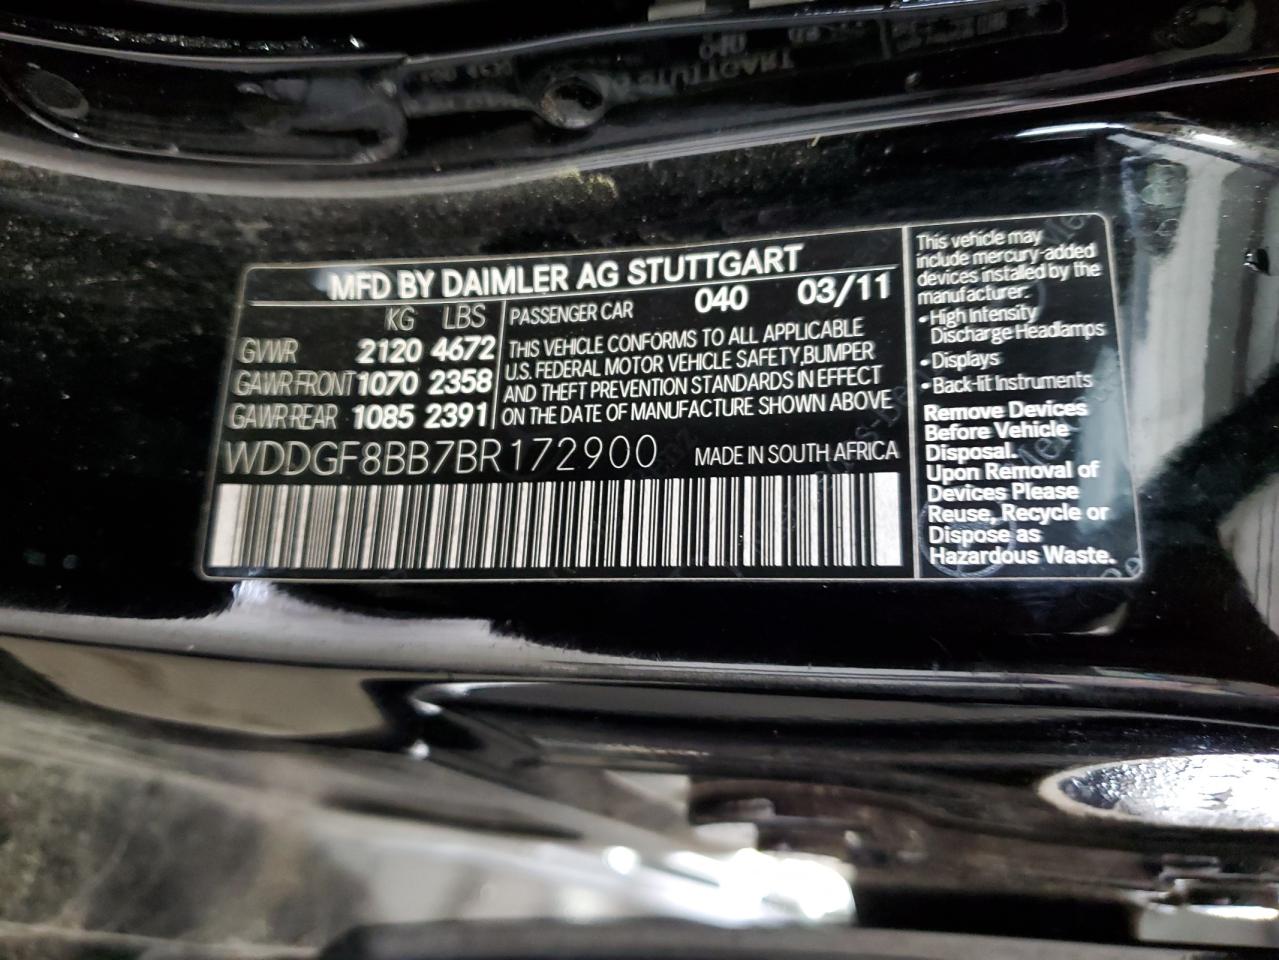 MFD BY DAIMLER AG STUTTGART
KG LBS
GVWR 2120 4672
GAWR FRONT 1070 2358
GAWR REAR 1085 2391
PASSENGER CAR 040 03/11
THIS VEHICLE CONFORMS TO ALL APPLICABLE
U.S. FEDERAL MOTOR VEHICLE SAFETY, BUMPER
AND THEFT PREVENTION STANDARDS IN EFFECT
ON THE DATE OF MANUFACTURE SHOWN ABOVE
WDDGF8BB7BR172900 MADE IN SOUTH AFRICA
This vehicle may
include mercury-added
devices installed by the
manufacturer:
• High Intensity
Discharge Headlamps
• Displays
• Back-lit Instruments
Remove Devices
Before Vehicle
Disposal.
Upon Removal of
Devices Please
Reuse, Recycle or
Dispose as
Hazardous Waste.